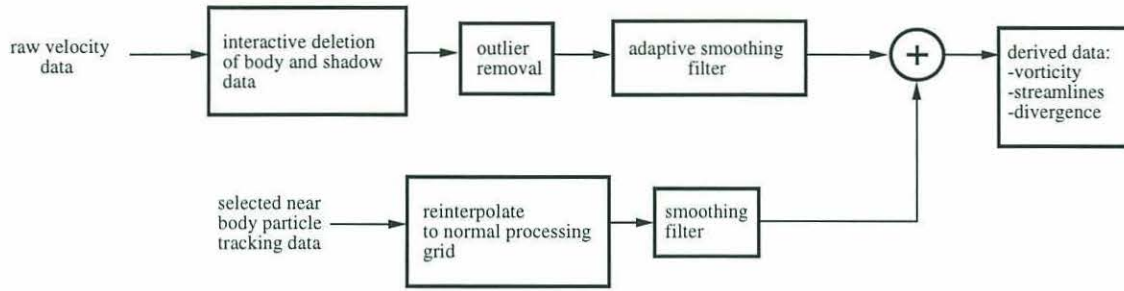 raw velocity
data
interactive deletion
of body and shadow
data
outlier
removal
adaptive smoothing
filter
+
derived data:
-vorticity
-streamlines
-divergence
selected near
body particle
tracking data
reinterpolate
to normal processing
grid
smoothing
filter